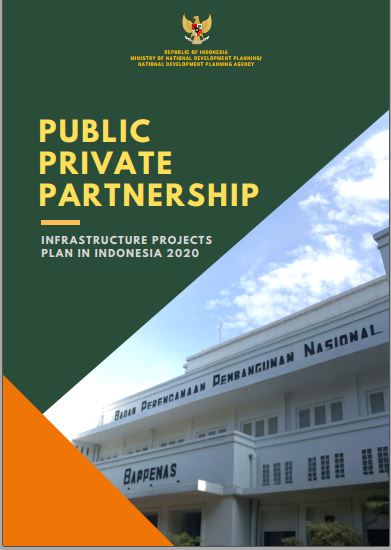 REPUBLIC OF INDONESIA
MINISTRY OF NATIONAL DEVELOPMENT PLANNING/
NATIONAL DEVELOPMENT PLANNING AGENCY
PUBLIC
PRIVATE
PARTNERSHIP
INFRASTRUCTURE PROJECTS
PLAN IN INDONESIA 2020
BADAN PERENCANAAN PEMBANGUNAN NASIONAL
BAPPENAS